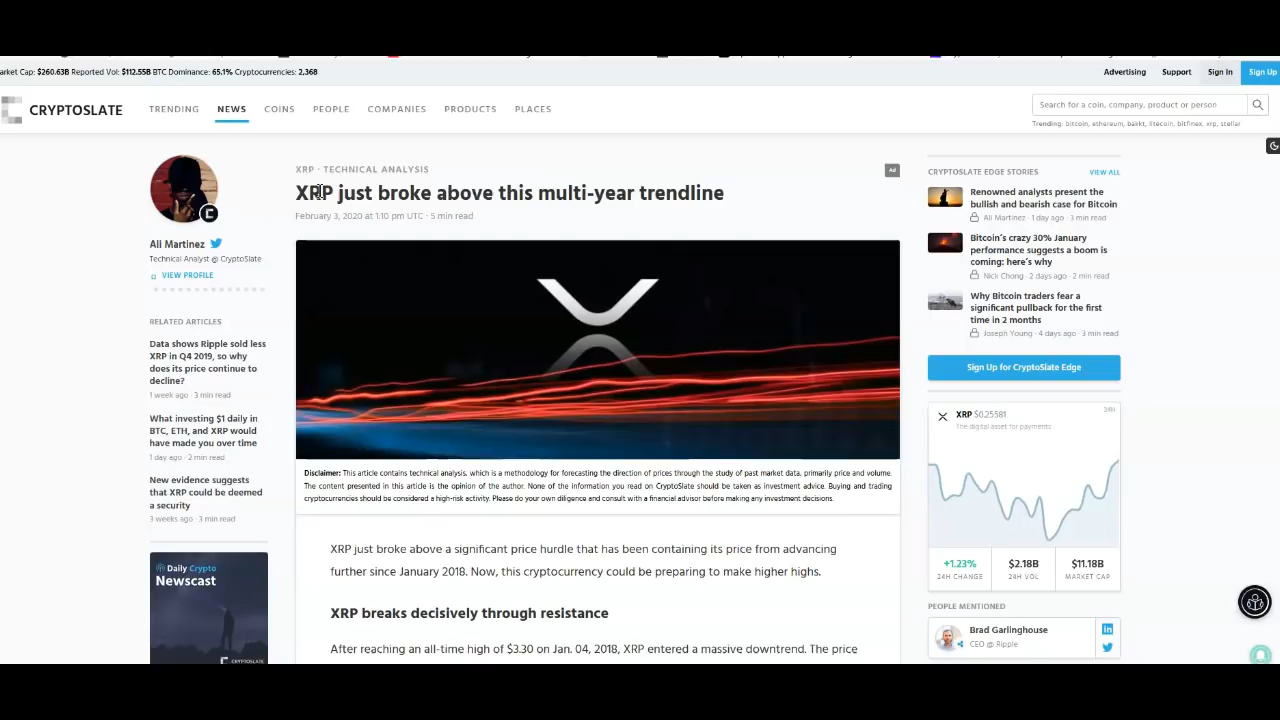 arket Cap: $260.63B Reported Vol: $112.55B BTC Dominance: 65.1% Cryptocurrencies: 2,368
Advertising Support Sign In Sign Up
CRYPTOSLATE TRENDING NEWS COINS PEOPLE COMPANIES PRODUCTS PLACES
Search for a coin, company, product or person
Trending: bitcoin, ethereum, bakkt, litecoin, bitfinex, xrp, stellar
Ali Martinez
Technical Analyst @ CryptoSlate
VIEW PROFILE
RELATED ARTICLES
Data shows Ripple sold less
XRP in Q4 2019, so why
does its price continue to
decline?
1 week ago · 3 min read
What investing $1 daily in
BTC, ETH, and XRP would
have made you over time
1 day ago · 2 min read
New evidence suggests
that XRP could be deemed
a security
3 weeks ago · 3 min read
Daily Crypto
Newscast
CRYPTOSLATE
XRP · TECHNICAL ANALYSIS
Ad
XRP just broke above this multi-year trendline
February 3, 2020 at 1:10 pm UTC · 5 min read
Disclaimer: This article contains technical analysis, which is a methodology for forecasting the direction of prices through the study of past market data, primarily price and volume.
The content presented in this article is the opinion of the author. None of the information you read on CryptoSlate should be taken as investment advice. Buying and trading
cryptocurrencies should be considered a high-risk activity. Please do your own diligence and consult with a financial advisor before making any investment decisions.
XRP just broke above a significant price hurdle that has been containing its price from advancing
further since January 2018. Now, this cryptocurrency could be preparing to make higher highs.
XRP breaks decisively through resistance
After reaching an all-time high of $3.30 on Jan. 04, 2018, XRP entered a massive downtrend. The price
CRYPTOSLATE EDGE STORIES VIEW ALL
Renowned analysts present the
bullish and bearish case for Bitcoin
Ali Martinez · 1 day ago · 3 min read
Bitcoin's crazy 30% January
performance suggests a boom is
coming: here's why
Nick Chong · 2 days ago · 2 min read
Why Bitcoin traders fear a
significant pullback for the first
time in 2 months
Joseph Young · 4 days ago · 3 min read
Sign Up for CryptoSlate Edge
XRP $0.25581 24H
The digital asset for payments
+1.23% $2.18B $11.18B
24H CHANGE 24H VOL MARKET CAP
PEOPLE MENTIONED
Brad Garlinghouse
CEO @ Ripple